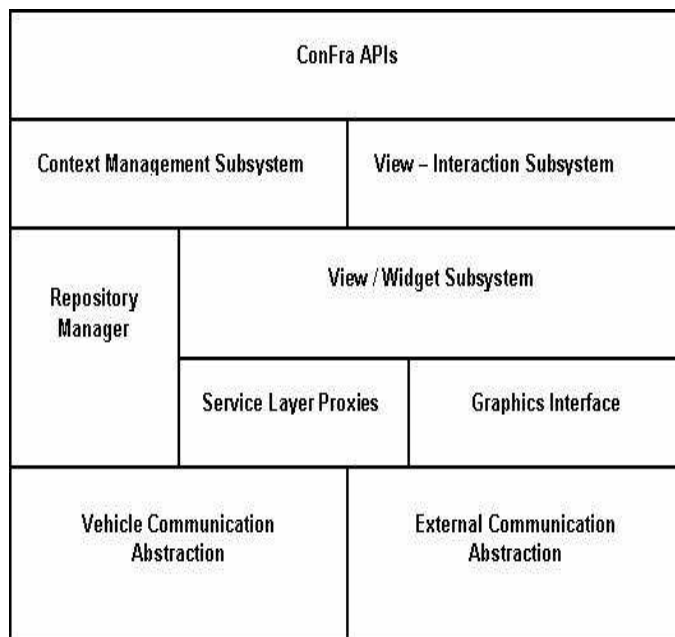 ConFra APIs
Context Management Subsystem
View – Interaction Subsystem
Repository
Manager
View / Widget Subsystem
Service Layer Proxies
Graphics Interface
Vehicle Communication
Abstraction
External Communication
Abstraction